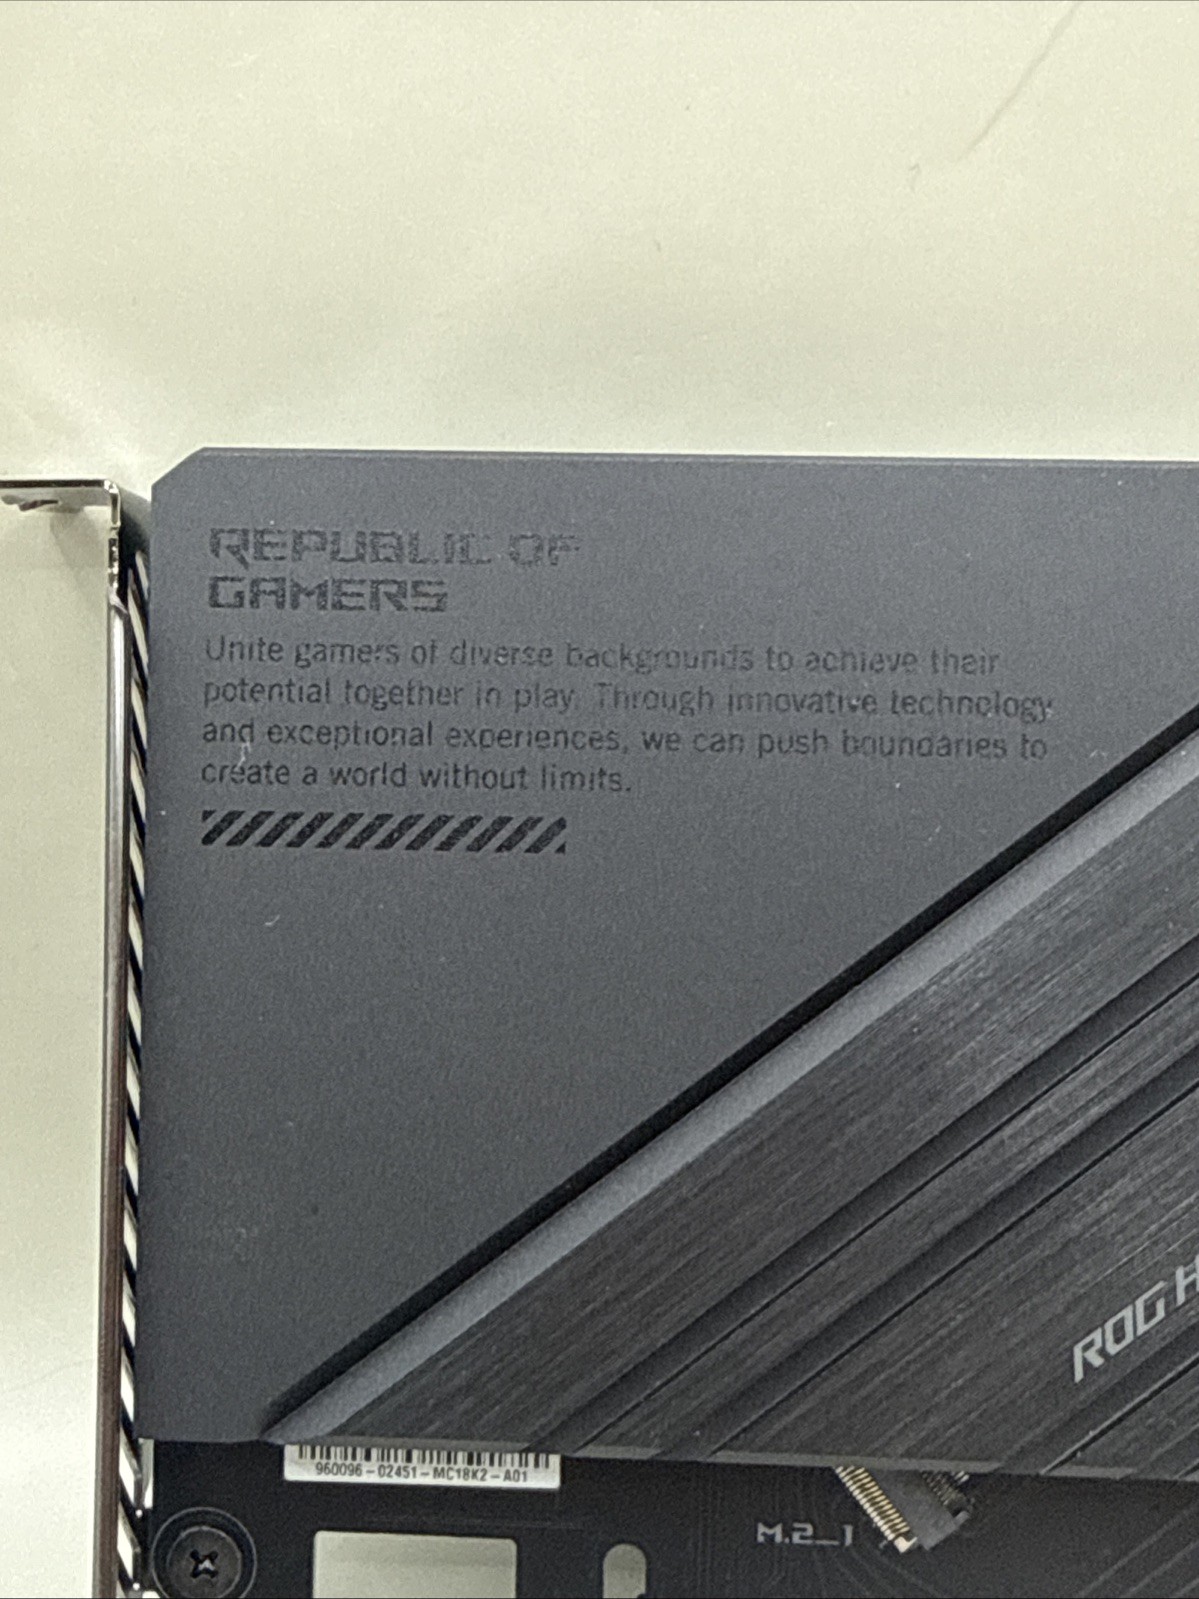 REPUBLIC OF
GAMERS
Unite gamers of diverse backgrounds to achieve their
potential together in play. Through innovative technology
and exceptional experiences, we can push boundaries to
create a world without limits.
ROG H
960096-02451-MC18K2-A01
M.2_1